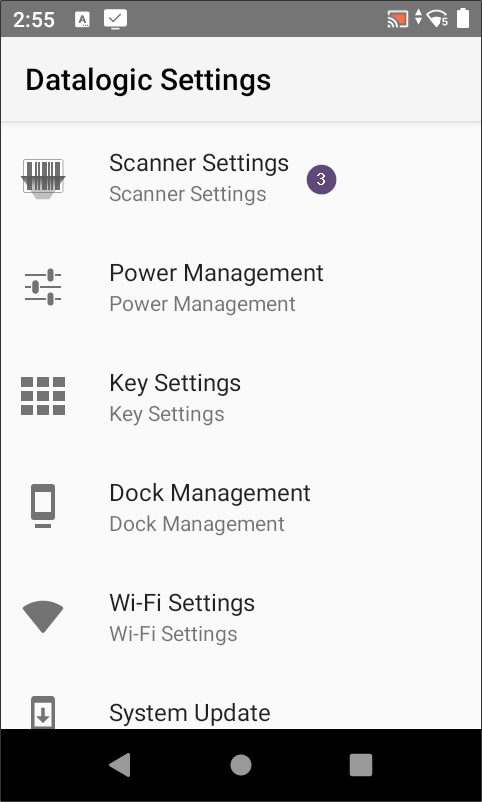 2:55 A 5
Datalogic Settings
Scanner Settings
Scanner Settings
3
Power Management
Power Management
Key Settings
Key Settings
Dock Management
Dock Management
Wi-Fi Settings
Wi-Fi Settings
System Update